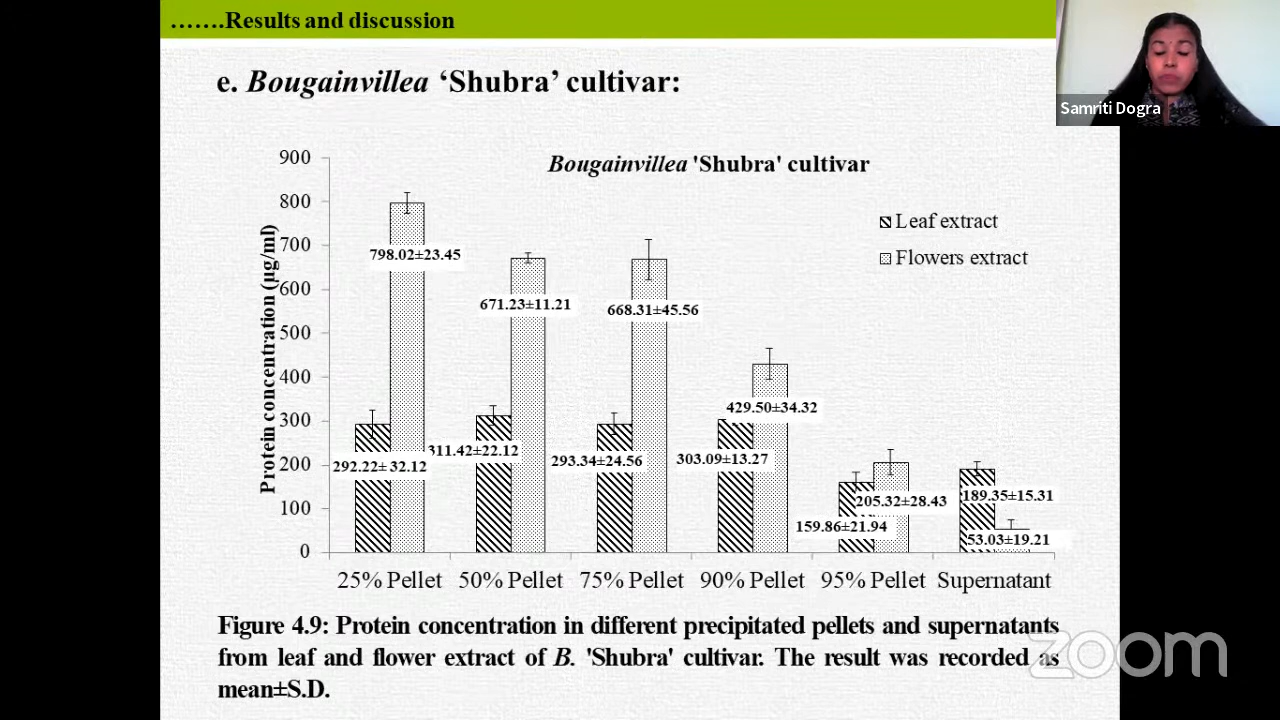 …….Results and discussion
Samriti Dogra
e. Bougainvillea ‘Shubra’ cultivar:
Bougainvillea 'Shubra' cultivar
Protein concentration (µg/ml)
900
800
700
600
500
400
300
200
100
0
Leaf extract
Flowers extract
798.02±23.45
671.23±11.21
668.31±45.56
429.50±34.32
292.22± 32.12
311.42±22.12
293.34±24.56
303.09±13.27
159.86±21.94
205.32±28.43
189.35±15.31
53.03±19.21
25% Pellet 50% Pellet 75% Pellet 90% Pellet 95% Pellet Supernatant
Figure 4.9: Protein concentration in different precipitated pellets and supernatants
from leaf and flower extract of B. 'Shubra' cultivar. The result was recorded as
mean±S.D.
zoom